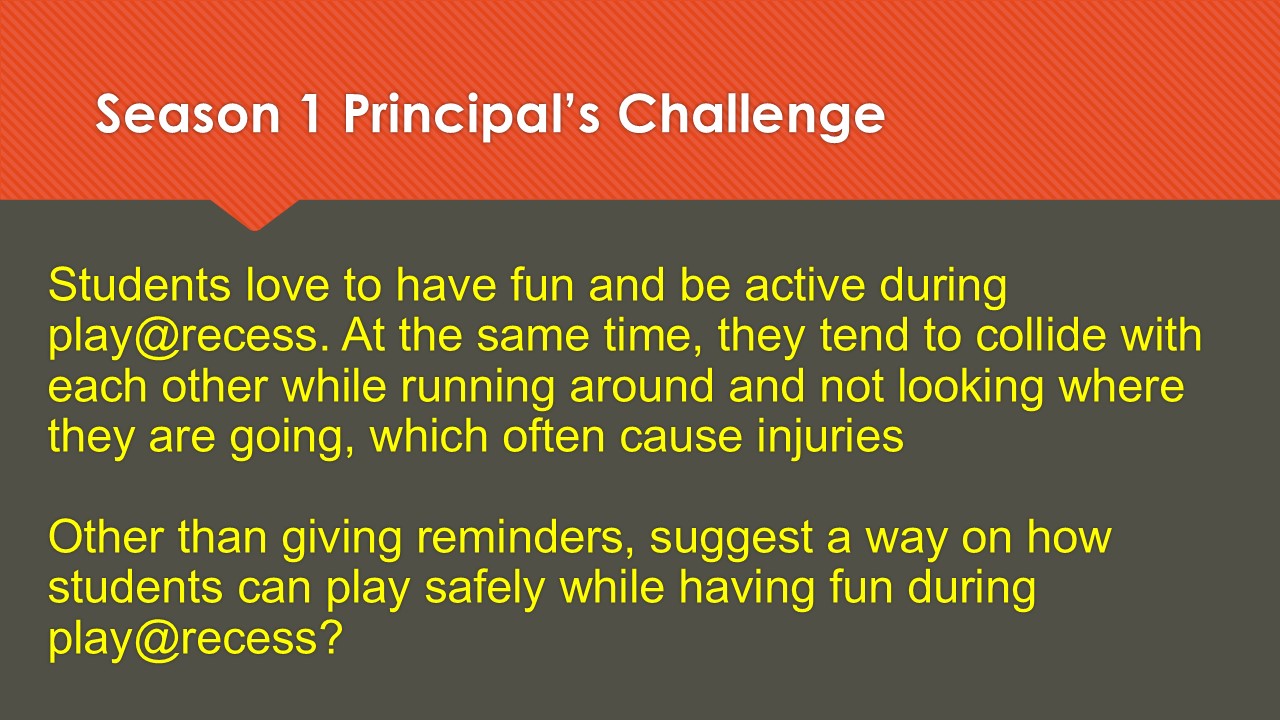 Season 1 Principal’s Challenge
Students love to have fun and be active during
play@recess. At the same time, they tend to collide with
each other while running around and not looking where
they are going, which often cause injuries
Other than giving reminders, suggest a way on how
students can play safely while having fun during
play@recess?